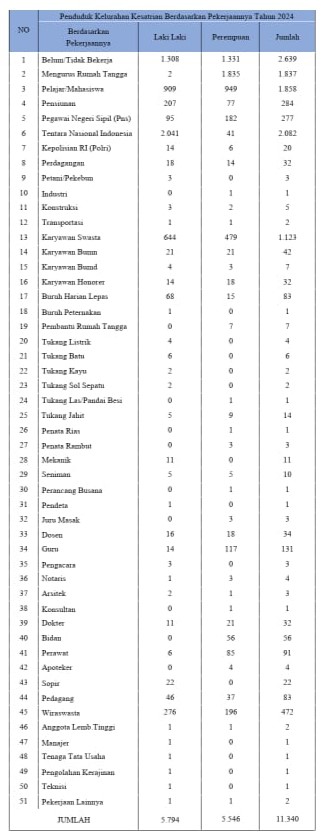 Penduduk Kelurahan Kesatrian Berdasarkan Pekerjaannya Tahun 2024
NO Berdasarkan Pekerjaannya Laki Laki Perempuan Jumlah
1 Belum/Tidak Bekerja 1.308 1.331 2.639
2 Mengurus Rumah Tangga 2 1.835 1.837
3 Pelajar/Mahasiswa 909 949 1.858
4 Pensiunan 207 77 284
5 Pegawai Negeri Sipil (Pns) 95 182 277
6 Tentara Nasional Indonesia 2.041 41 2.082
7 Kepolisian RI (Polri) 14 6 20
8 Perdagangan 18 14 32
9 Petani/Pekebun 3 0 3
10 Industri 0 1 1
11 Konstruksi 3 2 5
12 Transportasi 1 1 2
13 Karyawan Swasta 644 479 1.123
14 Karyawan Bumn 21 21 42
15 Karyawan Bumd 4 3 7
16 Karyawan Honorer 14 18 32
17 Buruh Harian Lepas 68 15 83
18 Buruh Peternakan 1 0 1
19 Pembantu Rumah Tangga 0 7 7
20 Tukang Listrik 4 0 4
21 Tukang Batu 6 0 6
22 Tukang Kayu 2 0 2
23 Tukang Sol Sepatu 2 0 2
24 Tukang Las/Pandai Besi 0 1 1
25 Tukang Jahit 5 9 14
26 Penata Rias 0 1 1
27 Penata Rambut 0 3 3
28 Mekanik 11 0 11
29 Seniman 5 5 10
30 Perancang Busana 0 1 1
31 Pendeta 1 0 1
32 Juru Masak 0 3 3
33 Dosen 16 18 34
34 Guru 14 117 131
35 Pengacara 3 0 3
36 Notaris 1 3 4
37 Arsitek 2 1 3
38 Konsultan 0 1 1
39 Dokter 11 21 32
40 Bidan 0 56 56
41 Perawat 6 85 91
42 Apoteker 0 4 4
43 Sopir 22 0 22
44 Pedagang 46 37 83
45 Wiraswasta 276 196 472
46 Anggota Lemb.Tinggi 1 1 2
47 Manajer 1 0 1
48 Tenaga Tata Usaha 1 0 1
49 Pengolahan Kerajinan 1 0 1
50 Teknisi 1 0 1
51 Pekerjaan Lainnya 1 1 2
JUMLAH 5.794 5.546 11.340